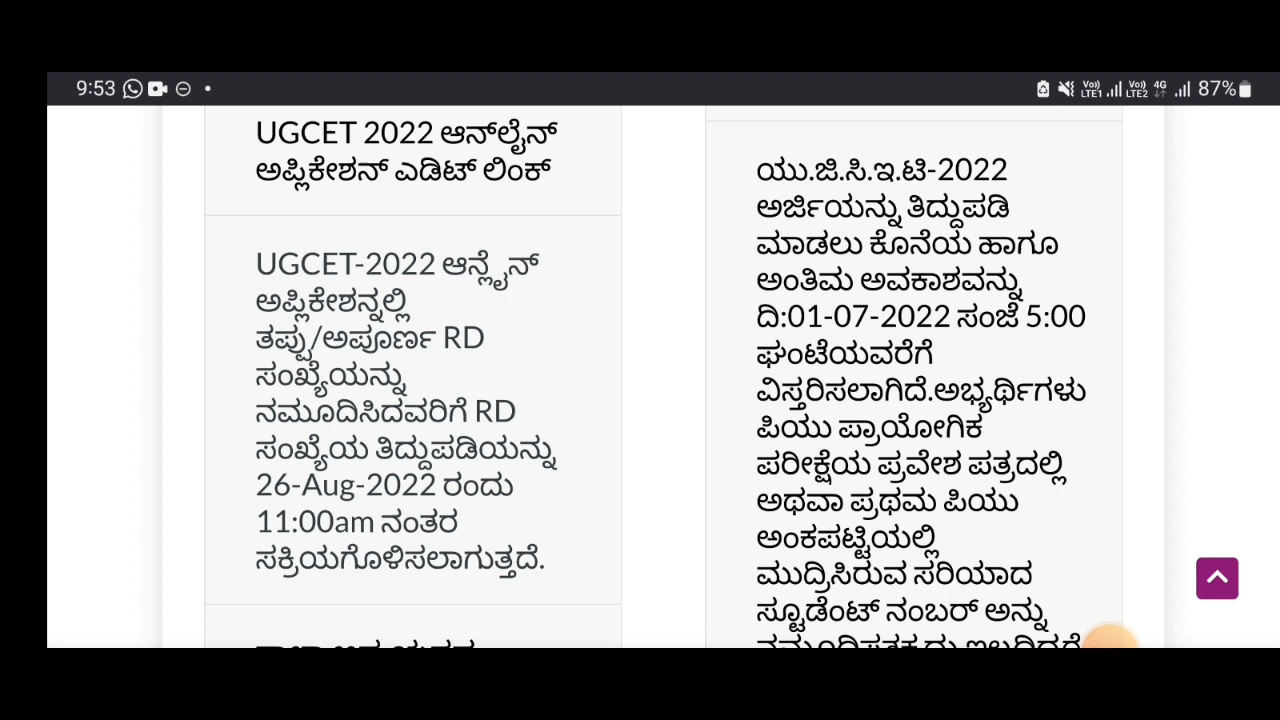 9:53
LTE1 LTE2 4G 87%
UGCET 2022 ಆನ್‌ಲೈನ್
ಅಪ್ಲಿಕೇಶನ್ ಎಡಿಟ್ ಲಿಂಕ್
UGCET-2022 ಆನ್ಲೈನ್
ಅಪ್ಲಿಕೇಶನ್ನಲ್ಲಿ
ತಪ್ಪು/ಅಪೂರ್ಣ RD
ಸಂಖ್ಯೆಯನ್ನು
ನಮೂದಿಸಿದವರಿಗೆ RD
ಸಂಖ್ಯೆಯ ತಿದ್ದುಪಡಿಯನ್ನು
26-Aug-2022 ರಂದು
11:00am ನಂತರ
ಸಕ್ರಿಯಗೊಳಿಸಲಾಗುತ್ತದೆ.
ಯು.ಜಿ.ಸಿ.ಇ.ಟಿ-2022
ಅರ್ಜಿಯನ್ನು ತಿದ್ದುಪಡಿ
ಮಾಡಲು ಕೊನೆಯ ಹಾಗೂ
ಅಂತಿಮ ಅವಕಾಶವನ್ನು
ದಿ:01-07-2022 ಸಂಜೆ 5:00
ಘಂಟೆಯವರೆಗೆ
ವಿಸ್ತರಿಸಲಾಗಿದೆ.ಅಭ್ಯರ್ಥಿಗಳು
ಪಿಯು ಪ್ರಾಯೋಗಿಕ
ಪರೀಕ್ಷೆಯ ಪ್ರವೇಶ ಪತ್ರದಲ್ಲಿ
ಅಥವಾ ಪ್ರಥಮ ಪಿಯು
ಅಂಕಪಟ್ಟಿಯಲ್ಲಿ
ಮುದ್ರಿಸಿರುವ ಸರಿಯಾದ
ಸ್ಟೂಡೆಂಟ್ ನಂಬರ್ ಅನ್ನು